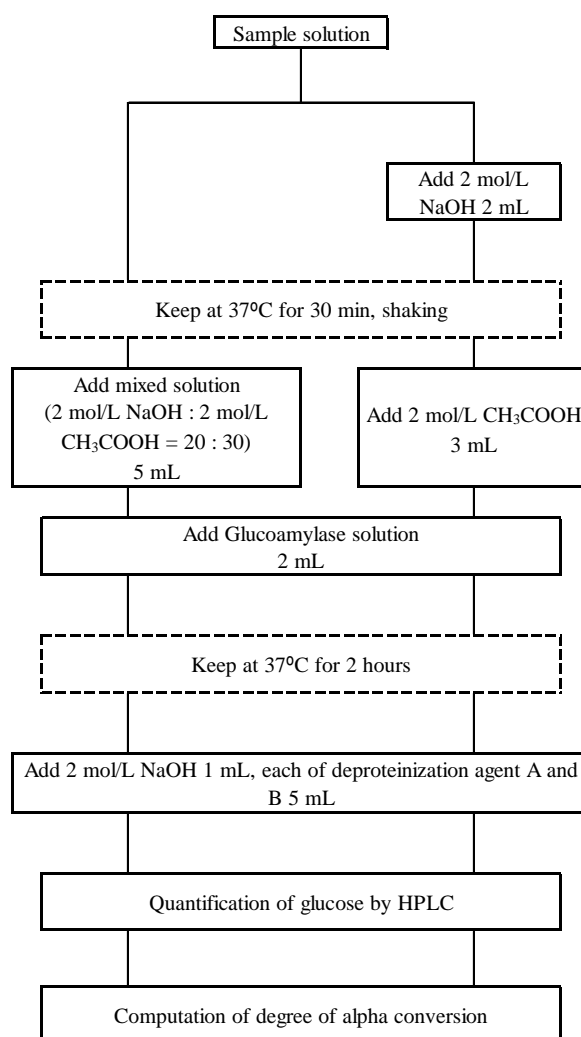 Sample solution
Add 2 mol/L
NaOH 2 mL
Keep at 37⁰C for 30 min, shaking
Add mixed solution
(2 mol/L NaOH : 2 mol/L
CH₃COOH = 20 : 30)
5 mL
Add 2 mol/L CH₃COOH
3 mL
Add Glucoamylase solution
2 mL
Keep at 37⁰C for 2 hours
Add 2 mol/L NaOH 1 mL, each of deproteinization agent A and
B 5 mL
Quantification of glucose by HPLC
Computation of degree of alpha conversion